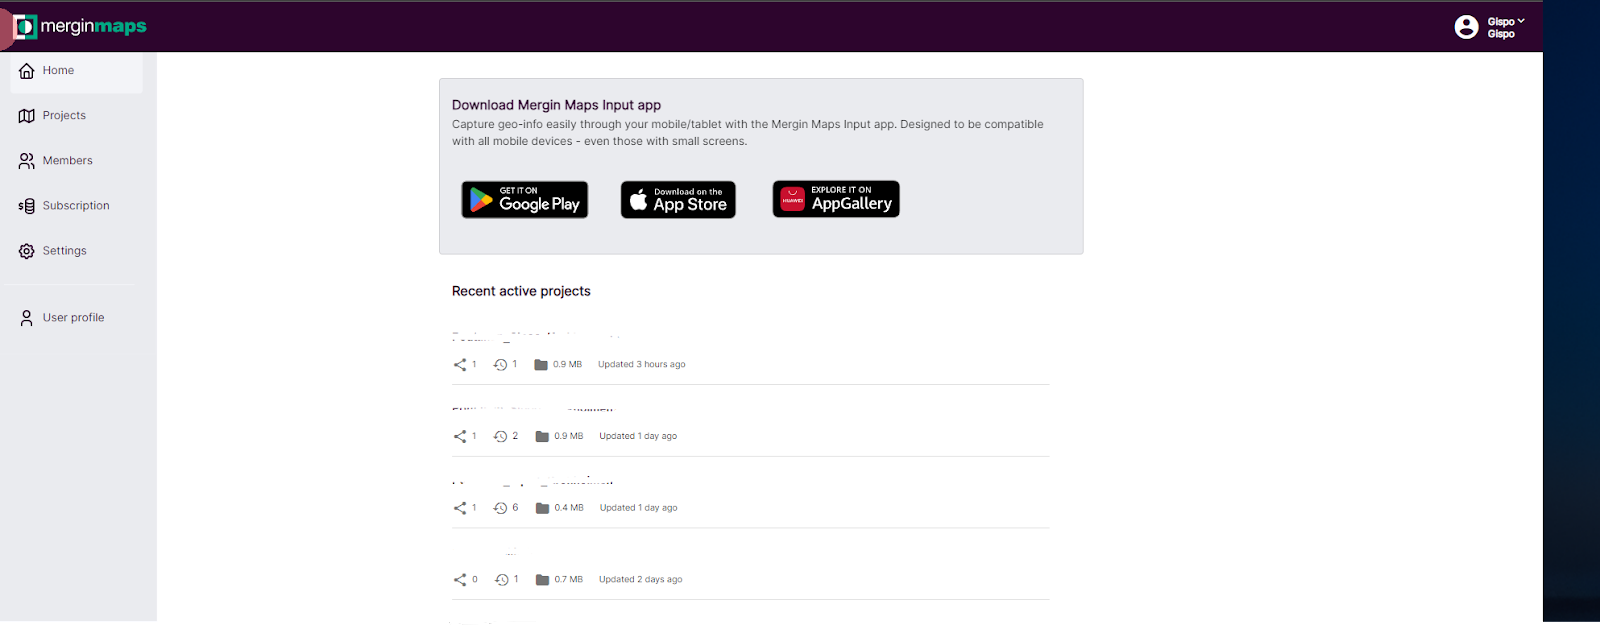 merginmaps
Gispo
Gispo
Home
Projects
Members
Subscription
Settings
User profile
Download Mergin Maps Input app
Capture geo-info easily through your mobile/tablet with the Mergin Maps Input app. Designed to be compatible
with all mobile devices - even those with small screens.
GET IT ON
Google Play
Download on the
App Store
HUAWEI
EXPLORE IT ON
AppGallery
Recent active projects
1 1 0.9 MB Updated 3 hours ago
1 2 0.9 MB Updated 1 day ago
1 6 0.4 MB Updated 1 day ago
0 1 0.7 MB Updated 2 days ago